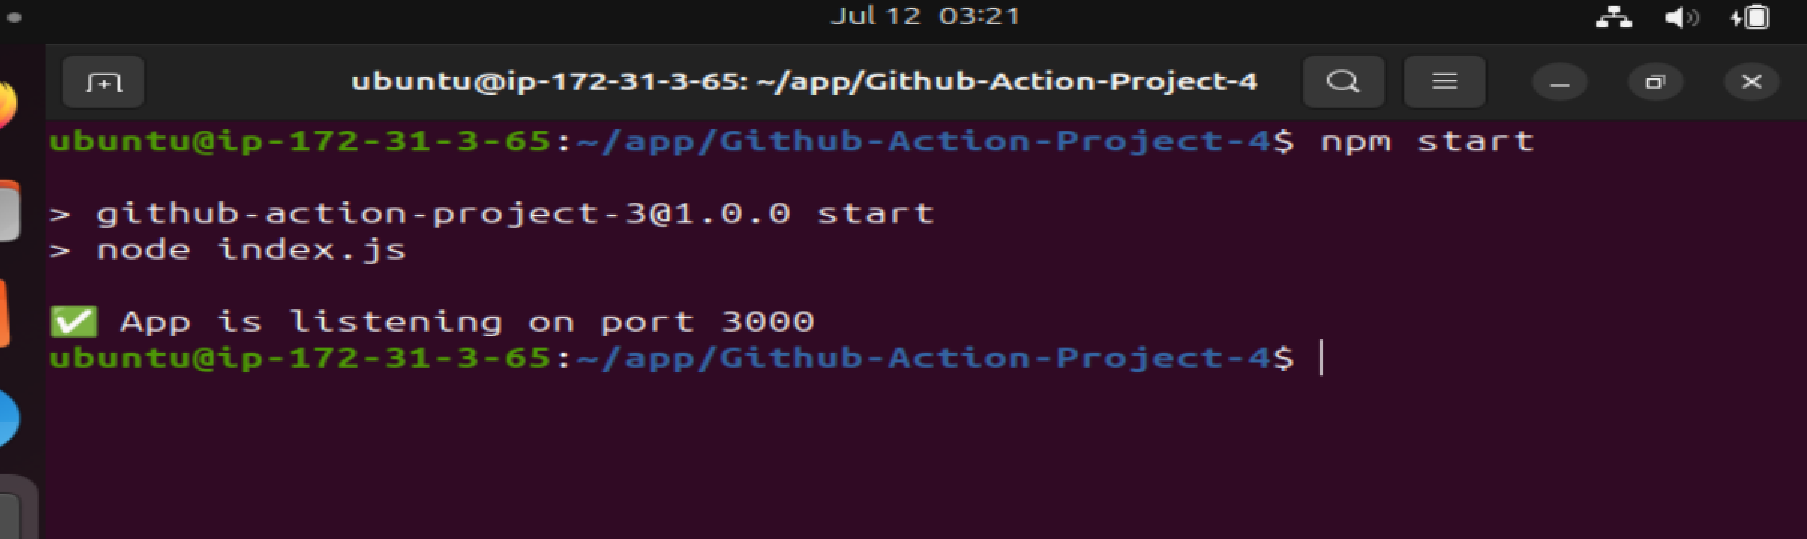 Jul 12 03:21
ubuntu@ip-172-31-3-65: ~/app/Github-Action-Project-4
ubuntu@ip-172-31-3-65:~/app/Github-Action-Project-4$ npm start
> github-action-project-3@1.0.0 start
> node index.js
✅ App is listening on port 3000
ubuntu@ip-172-31-3-65:~/app/Github-Action-Project-4$